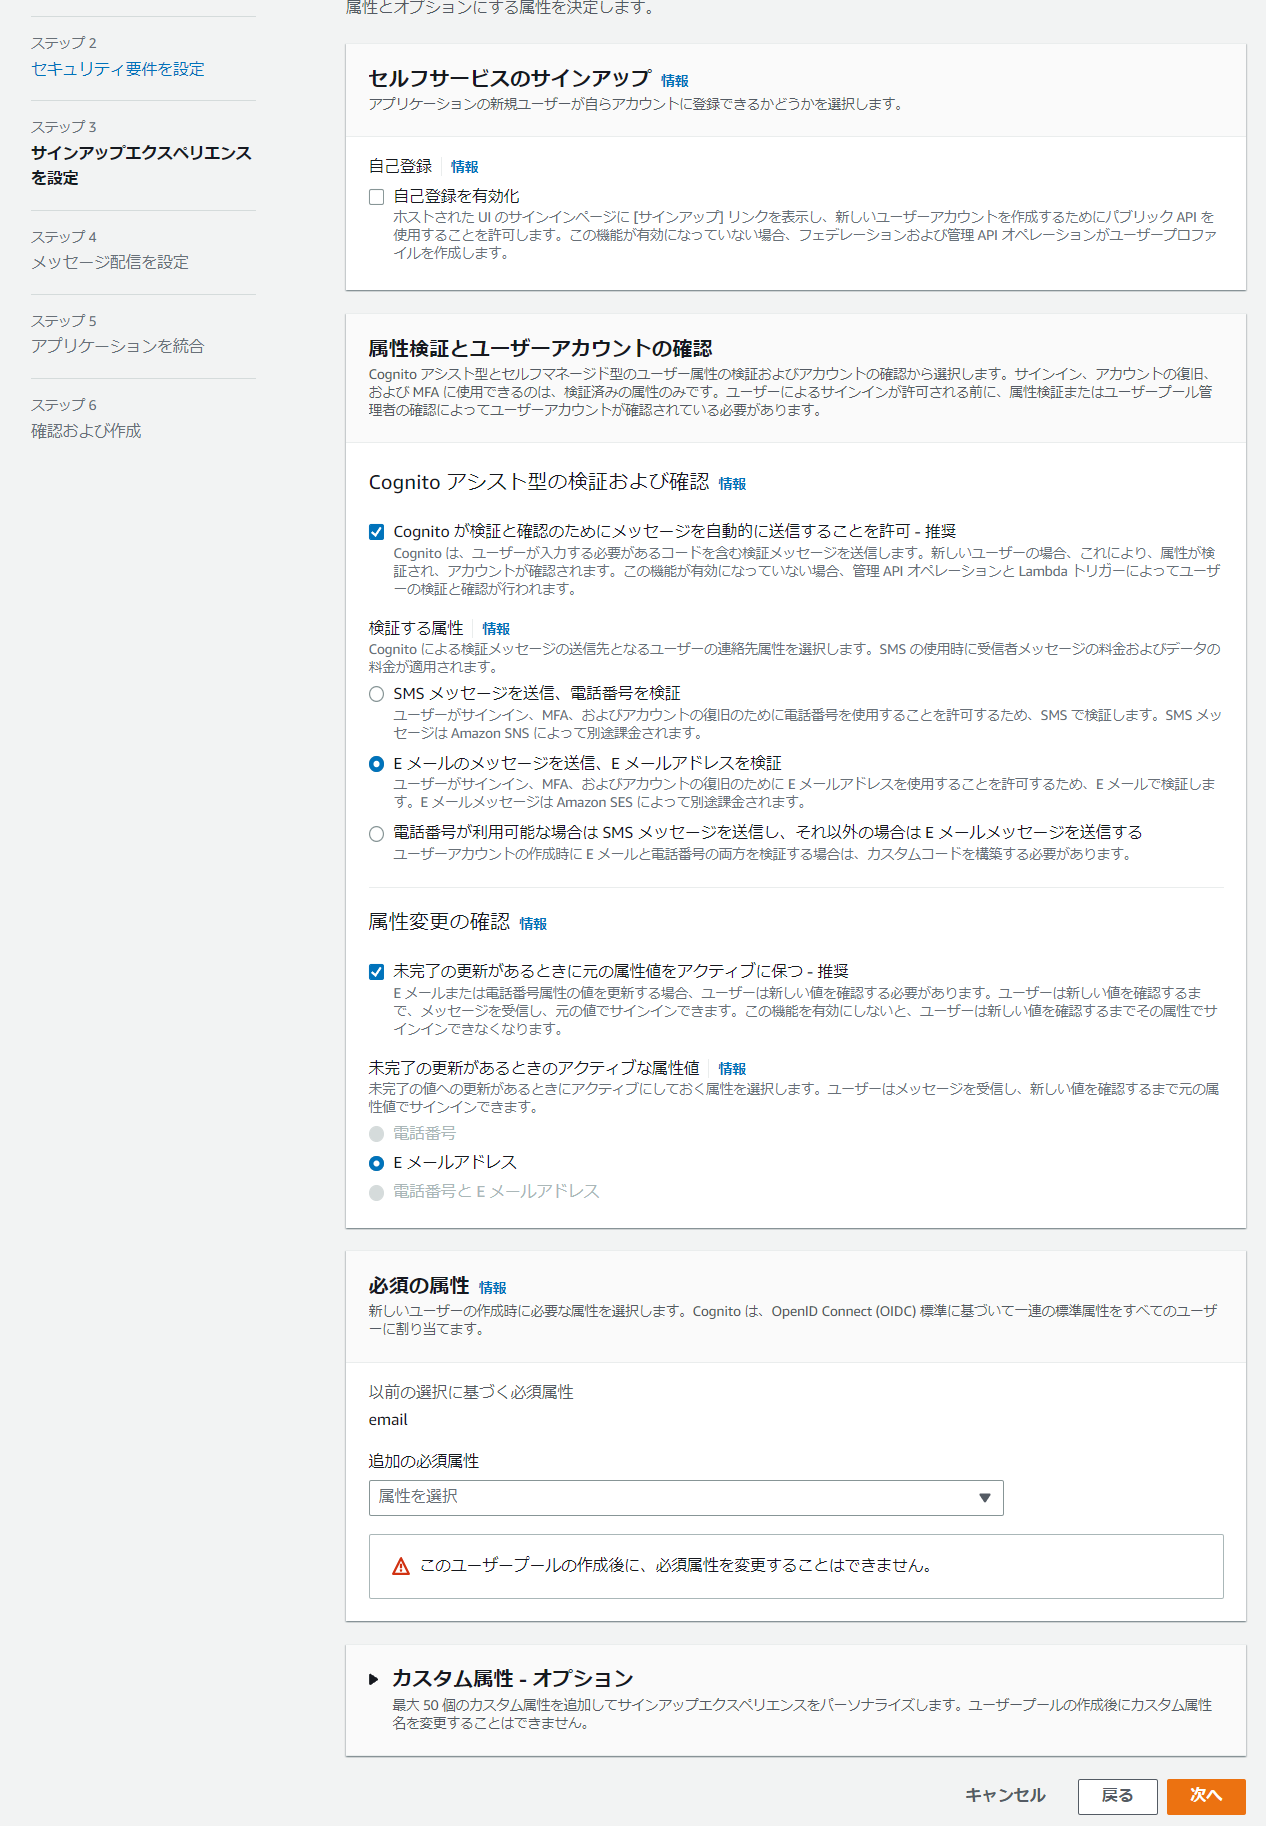 属性とオプションにする属性を決定します。
ステップ 2
セキュリティ要件を設定
ステップ 3
サインアップエクスペリエンス
を設定
ステップ 4
メッセージ配信を設定
ステップ 5
アプリケーションを統合
ステップ 6
確認および作成
セルフサービスのサインアップ 情報
アプリケーションの新規ユーザーが自らアカウントに登録できるかどうかを選択します。
自己登録 情報
自己登録を有効化
ホストされた UI のサインインページに [サインアップ] リンクを表示し、新しいユーザーアカウントを作成するためにパブリック API を
使用することを許可します。この機能が有効になっていない場合、フェデレーションおよび管理 API オペレーションがユーザープロファ
イルを作成します。
属性検証とユーザーアカウントの確認
Cognito アシスト型とセルフマネージド型のユーザー属性の検証およびアカウントの確認から選択します。サインイン、アカウントの復旧、
および MFA に使用できるのは、検証済みの属性のみです。ユーザーによるサインインが許可される前に、属性検証またはユーザープール管
理者の確認によってユーザーアカウントが確認されている必要があります。
Cognito アシスト型の検証および確認 情報
Cognito が検証と確認のためにメッセージを自動的に送信することを許可 - 推奨
Cognito は、ユーザーが入力する必要があるコードを含む検証メッセージを送信します。新しいユーザーの場合、これにより、属性が検
証され、アカウントが確認されます。この機能が有効になっていない場合、管理 API オペレーションと Lambda トリガーによってユーザ
ーの検証と確認が行われます。
検証する属性 情報
Cognito による検証メッセージの送信先となるユーザーの連絡先属性を選択します。SMS の使用時に受信者メッセージの料金およびデータの
料金が適用されます。
SMS メッセージを送信、電話番号を検証
ユーザーがサインイン、MFA、およびアカウントの復旧のために電話番号を使用することを許可するため、SMS で検証します。SMS メッ
セージは Amazon SNS によって別途課金されます。
E メールのメッセージを送信、E メールアドレスを検証
ユーザーがサインイン、MFA、およびアカウントの復旧のために E メールアドレスを使用することを許可するため、E メールで検証しま
す。E メールメッセージは Amazon SES によって別途課金されます。
電話番号が利用可能な場合は SMS メッセージを送信し、それ以外の場合は E メールメッセージを送信する
ユーザーアカウントの作成時に E メールと電話番号の両方を検証する場合は、カスタムコードを構築する必要があります。
属性変更の確認 情報
未完了の更新があるときに元の属性値をアクティブに保つ - 推奨
E メールまたは電話番号属性の値を更新する場合、ユーザーは新しい値を確認する必要があります。ユーザーは新しい値を確認するま
で、メッセージを受信し、元の値でサインインできます。この機能を有効にしないと、ユーザーは新しい値を確認するまでその属性でサ
インインできなくなります。
未完了の更新があるときのアクティブな属性値 情報
未完了の値への更新があるときにアクティブにしておく属性を選択します。ユーザーはメッセージを受信し、新しい値を確認するまで元の属
性値でサインインできます。
電話番号
E メールアドレス
電話番号と E メールアドレス
必須の属性 情報
新しいユーザーの作成時に必要な属性を選択します。Cognito は、OpenID Connect (OIDC) 標準に基づいて一連の標準属性をすべてのユーザ
ーに割り当てます。
以前の選択に基づく必須属性
email
追加の必須属性
属性を選択
このユーザープールの作成後に、必須属性を変更することはできません。
カスタム属性 - オプション
最大 50 個のカスタム属性を追加してサインアップエクスペリエンスをパーソナライズします。ユーザープールの作成後にカスタム属性
名を変更することはできません。
キャンセル 戻る 次へ